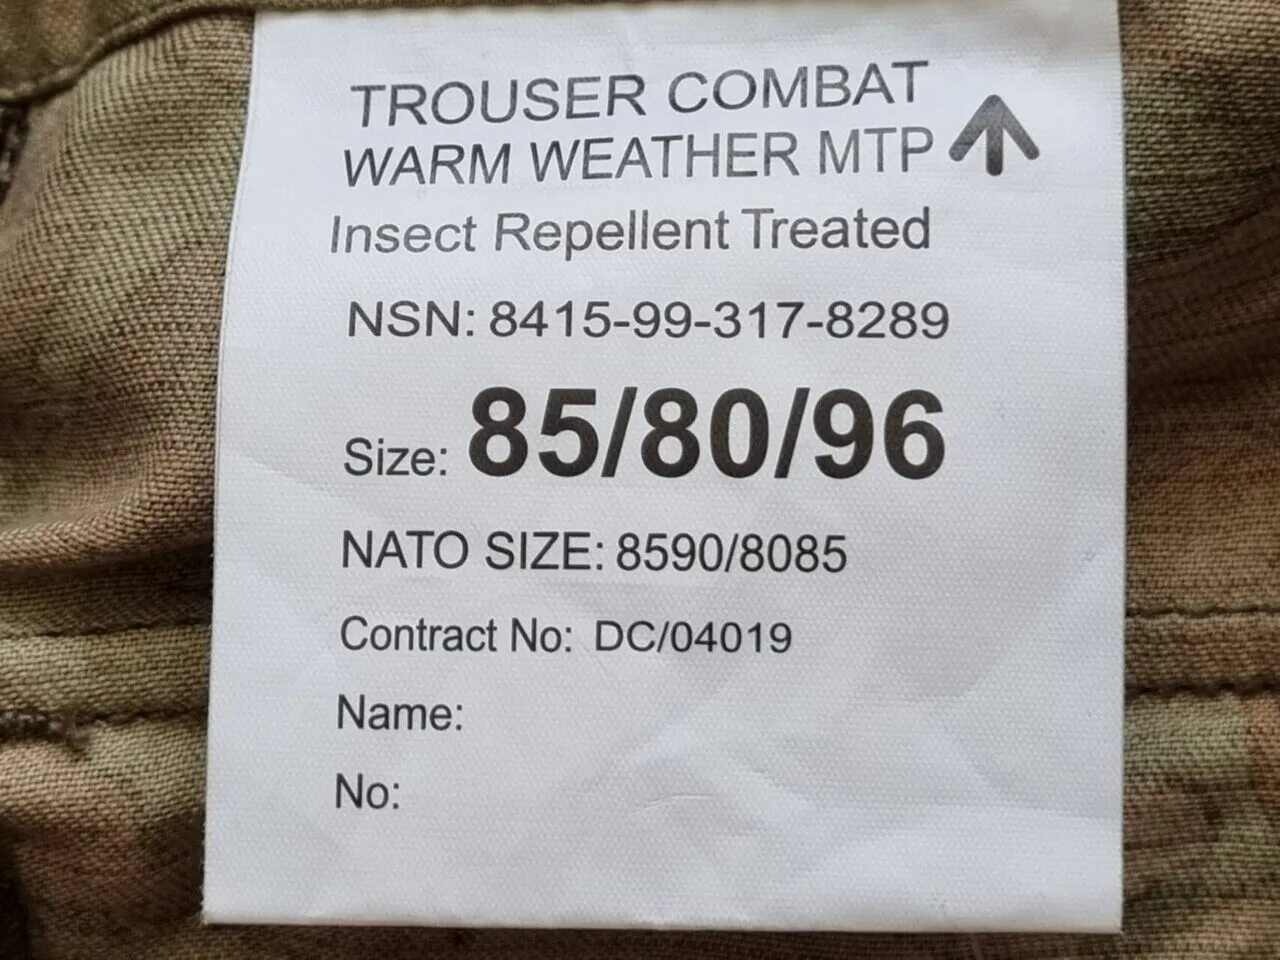 TROUSER COMBAT
WARM WEATHER MTP
Insect Repellent Treated
NSN: 8415-99-317-8289
Size: 85/80/96
NATO SIZE: 8590/8085
Contract No: DC/04019
Name:
No: